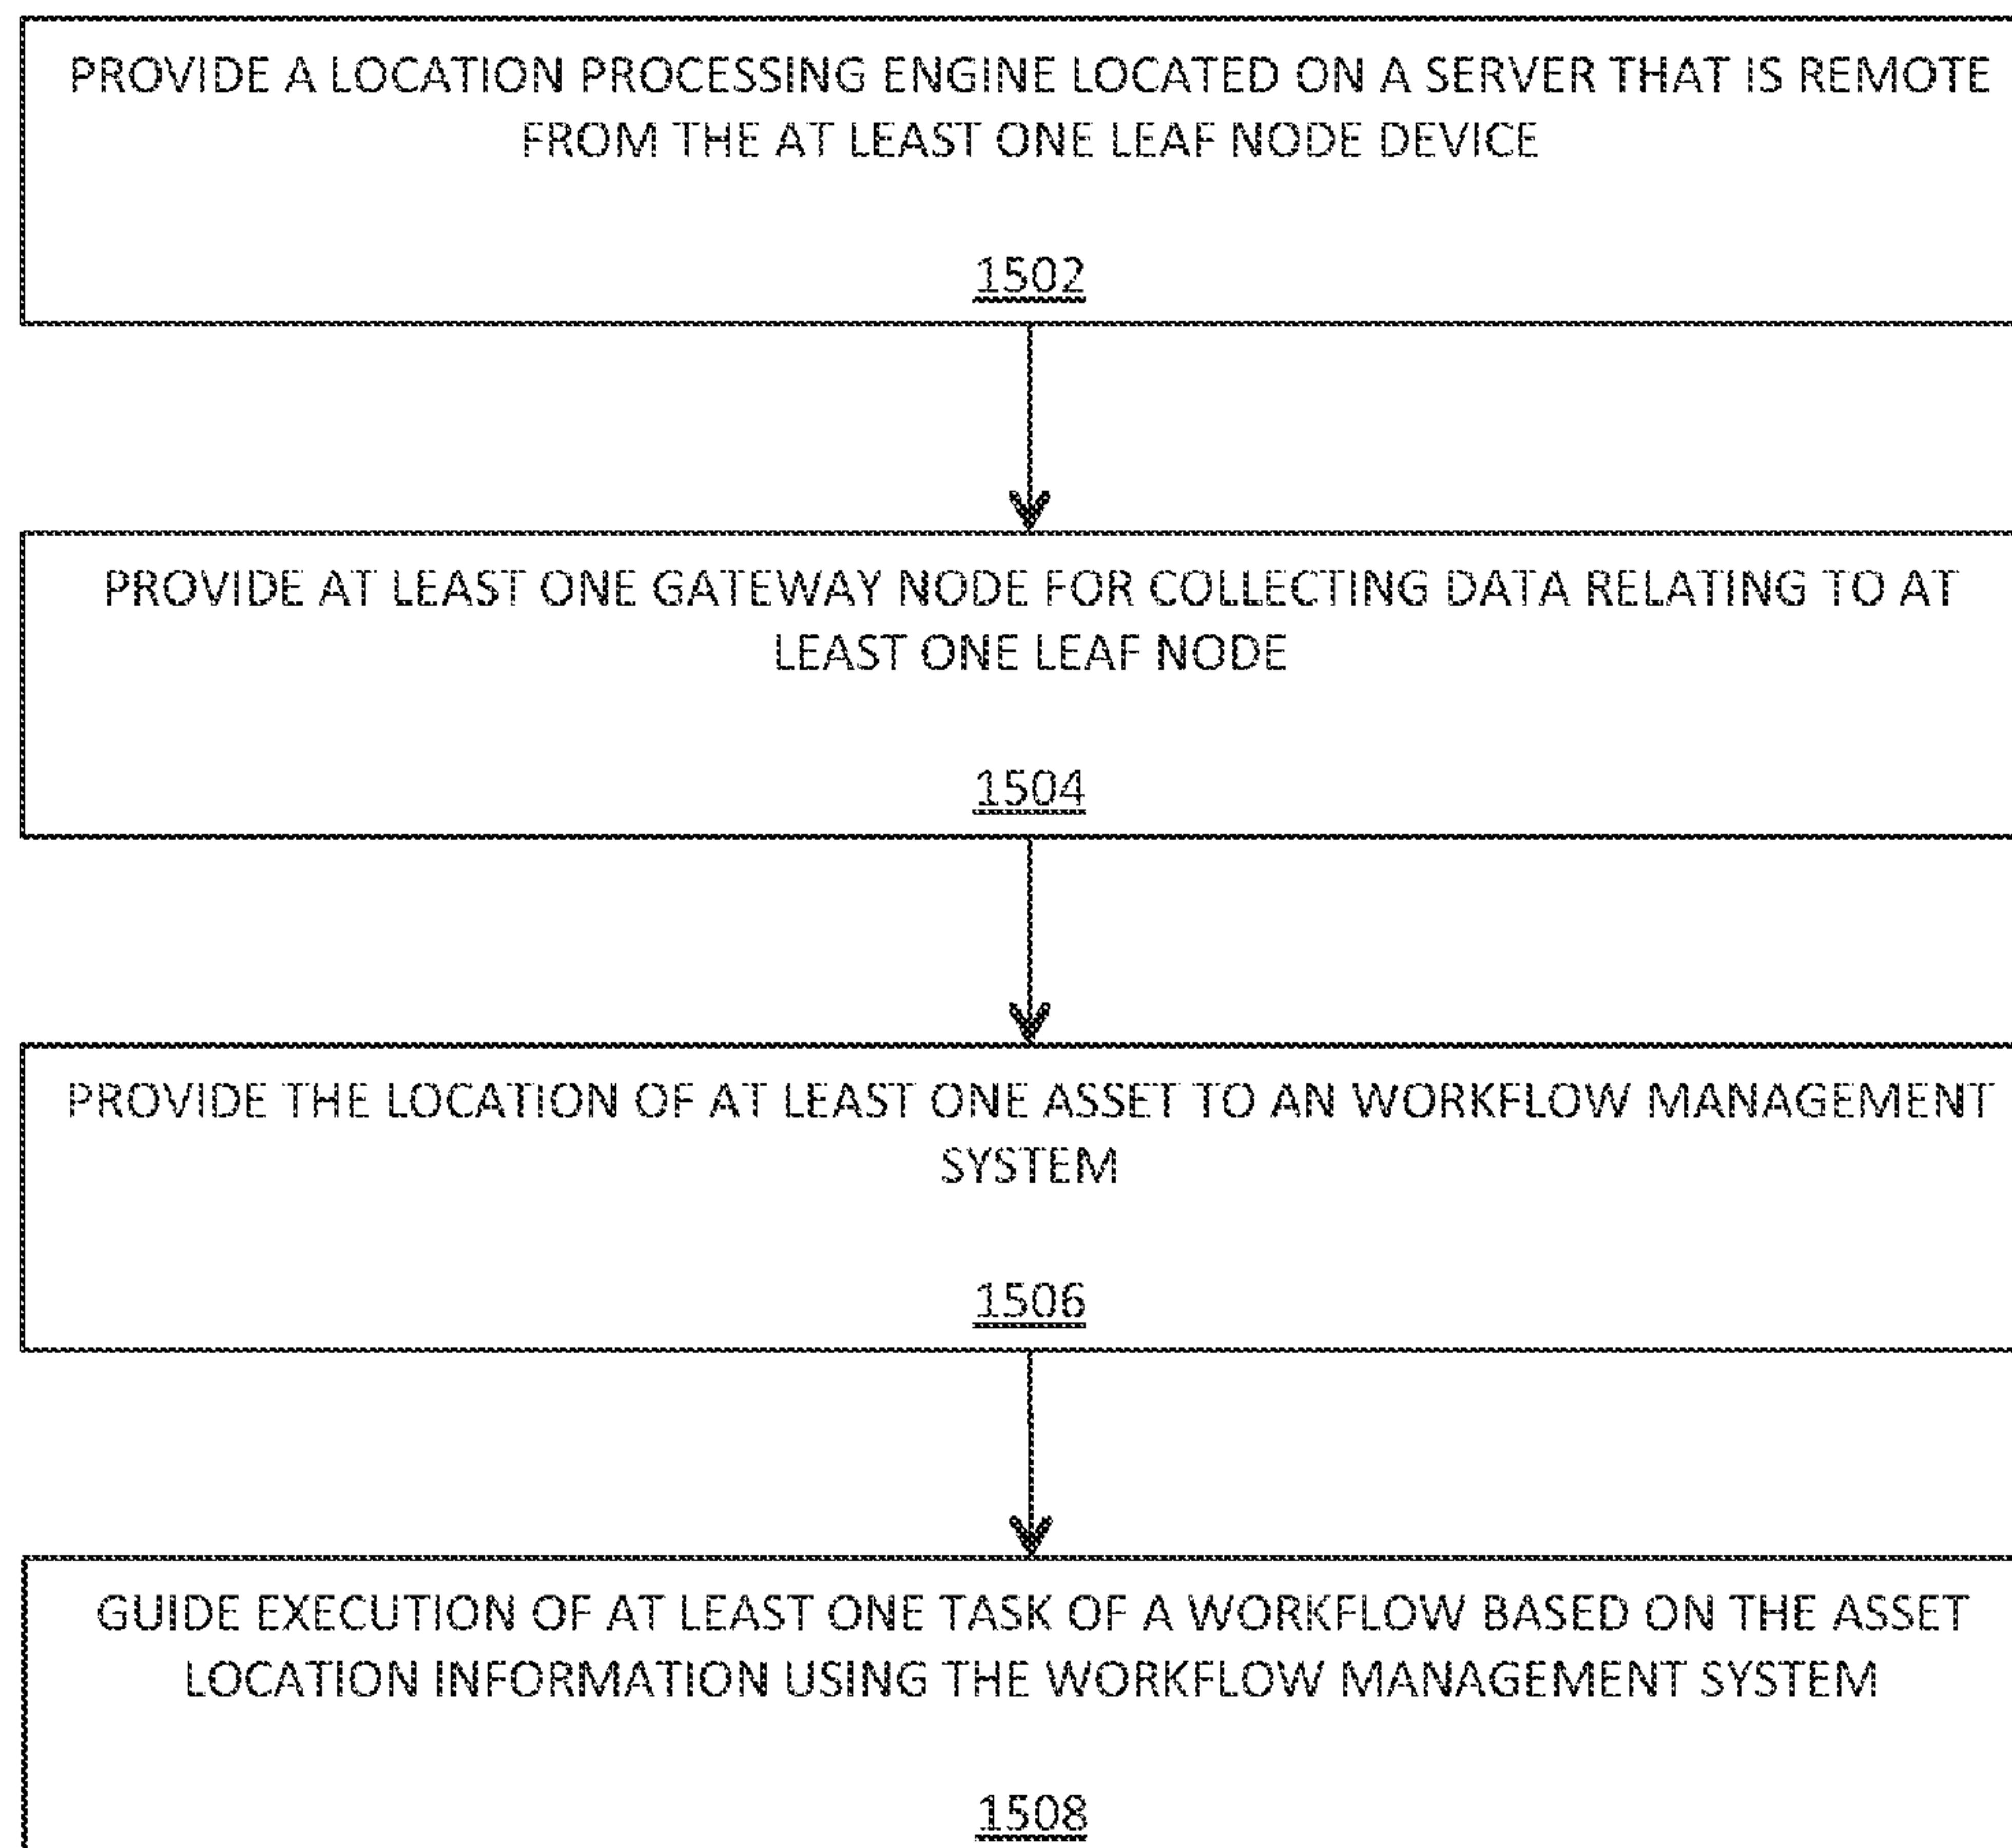 PROVIDE A LOCATION PROCESSING ENGINE LOCATED ON A SERVER THAT IS REMOTE
FROM THE AT LEAST ONE LEAF NODE DEVICE
1502
PROVIDE AT LEAST ONE GATEWAY NODE FOR COLLECTING DATA RELATING TO AT
LEAST ONE LEAF NODE
1504
PROVIDE THE LOCATION OF AT LEAST ONE ASSET TO AN WORKFLOW MANAGEMENT
SYSTEM
1506
GUIDE EXECUTION OF AT LEAST ONE TASK OF A WORKFLOW BASED ON THE ASSET
LOCATION INFORMATION USING THE WORKFLOW MANAGEMENT SYSTEM
1508